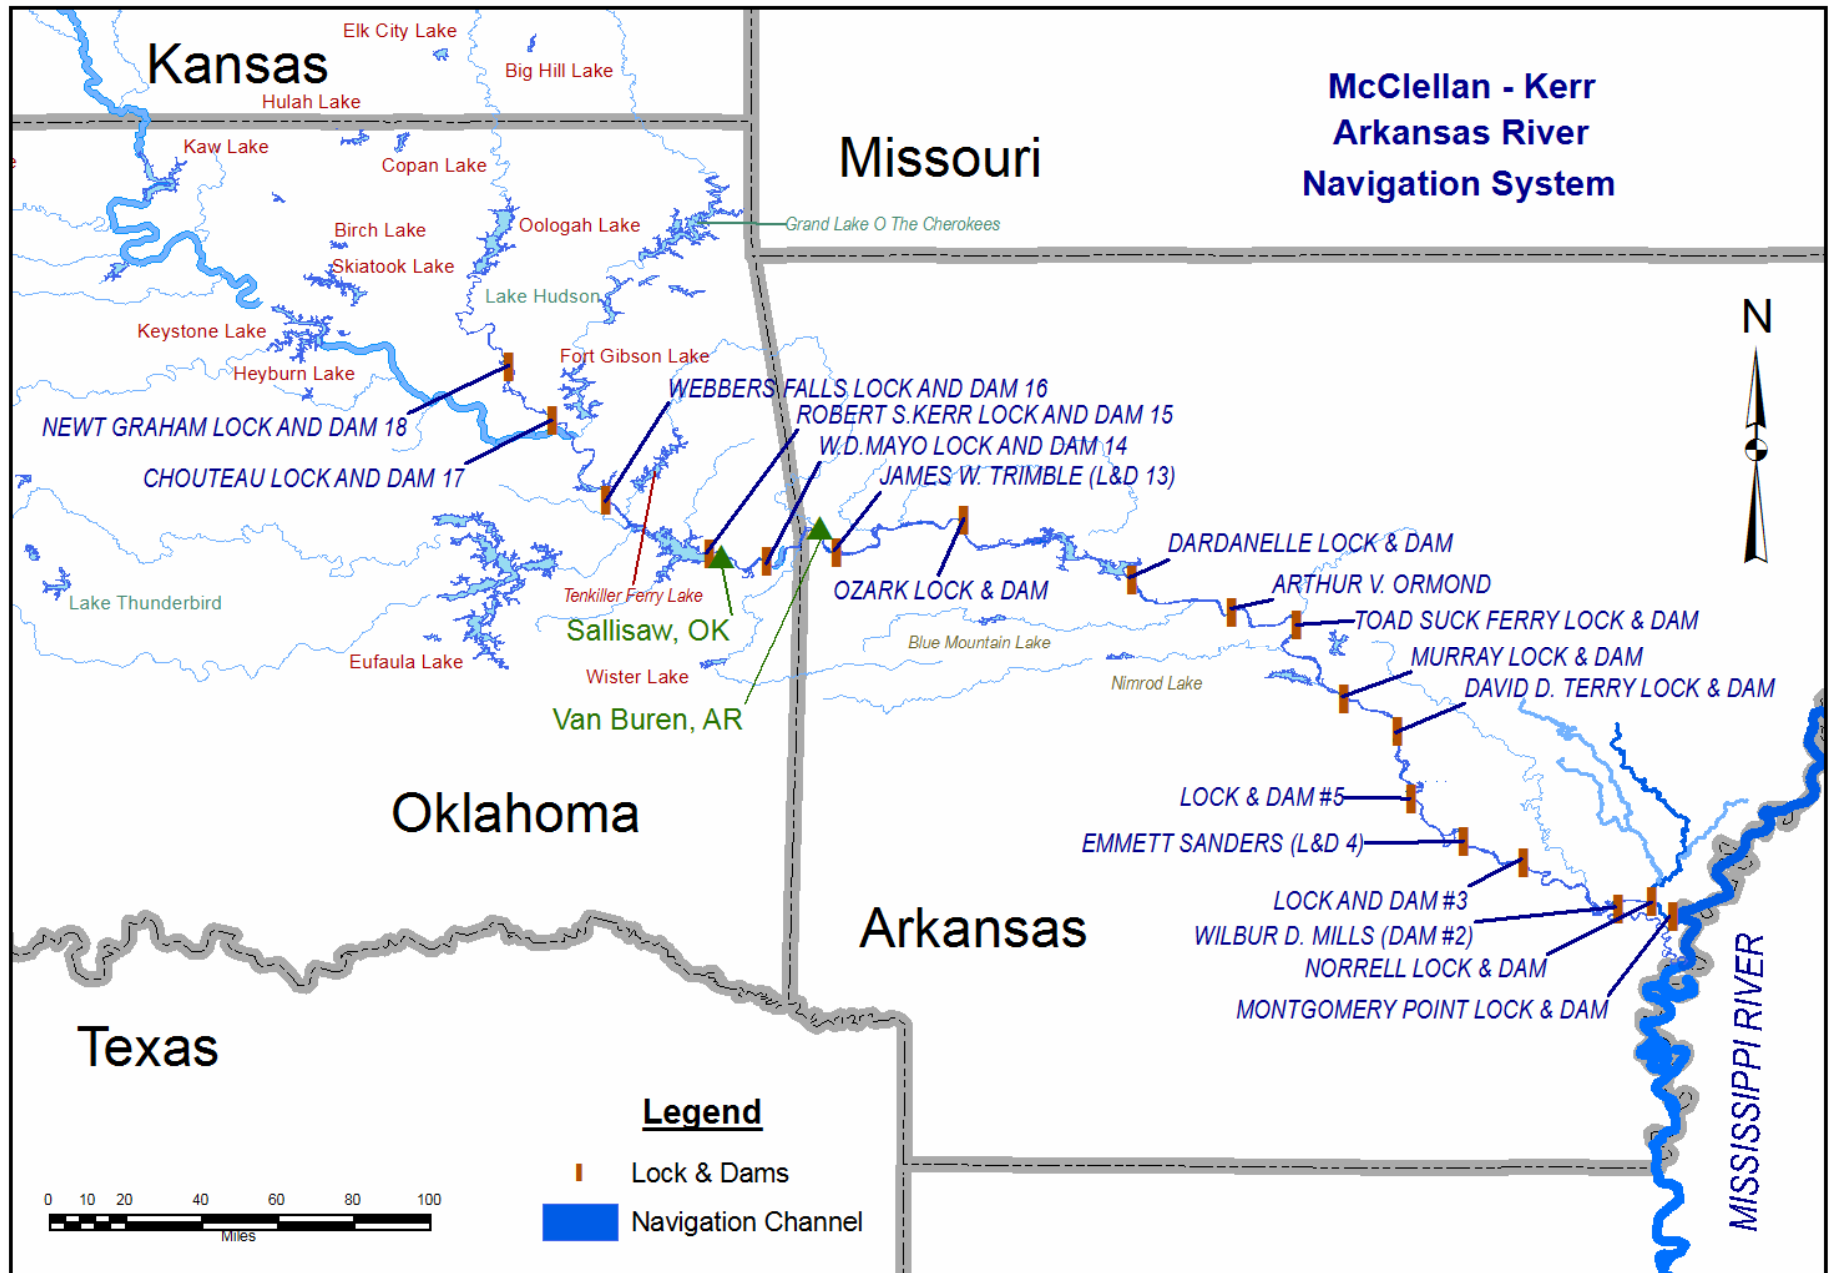 Elk City Lake
Kansas
Big Hill Lake
Hulah Lake
McClellan - Kerr
Arkansas River
Navigation System
Kaw Lake
Copan Lake
Missouri
Birch Lake
Oologah Lake
Grand Lake O The Cherokees
Skiatook Lake
Lake Hudson
Keystone Lake
N
Heyburn Lake
Fort Gibson Lake
WEBBERS FALLS LOCK AND DAM 16
ROBERT S.KERR LOCK AND DAM 15
NEWT GRAHAM LOCK AND DAM 18
W.D.MAYO LOCK AND DAM 14
CHOUTEAU LOCK AND DAM 17
JAMES W. TRIMBLE (L&D 13)
DARDANELLE LOCK & DAM
OZARK LOCK & DAM
ARTHUR V. ORMOND
Tenkiller Ferry Lake
Lake Thunderbird
TOAD SUCK FERRY LOCK & DAM
Sallisaw, OK
Blue Mountain Lake
MURRAY LOCK & DAM
Eufaula Lake
Wister Lake
Nimrod Lake
DAVID D. TERRY LOCK & DAM
Van Buren, AR
Oklahoma
LOCK & DAM #5
EMMETT SANDERS (L&D 4)
LOCK AND DAM #3
Arkansas
WILBUR D. MILLS (DAM #2)
NORRELL LOCK & DAM
MONTGOMERY POINT LOCK & DAM
MISSISSIPPI RIVER
Texas
Legend
Lock & Dams
Navigation Channel
0 10 20 40 60 80 100
Miles